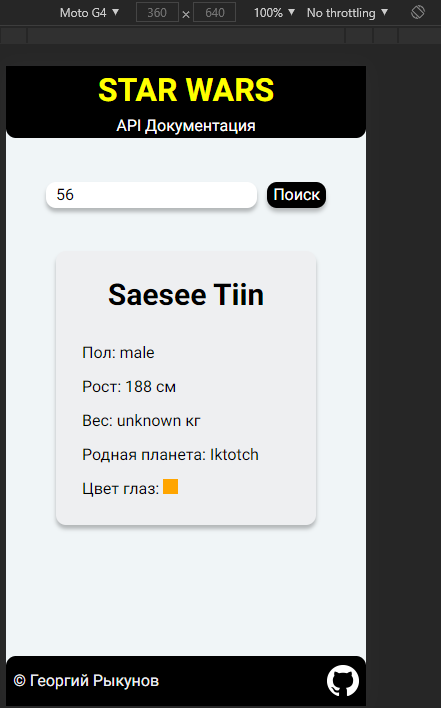 Moto G4 ▼ 360 × 640 100% ▼ No throttling ▼
STAR WARS
API Документация
56 Поиск
Saesee Tiin
Пол: male
Рост: 188 см
Вес: unknown кг
Родная планета: Iktotch
Цвет глаз:
© Георгий Рыкунов